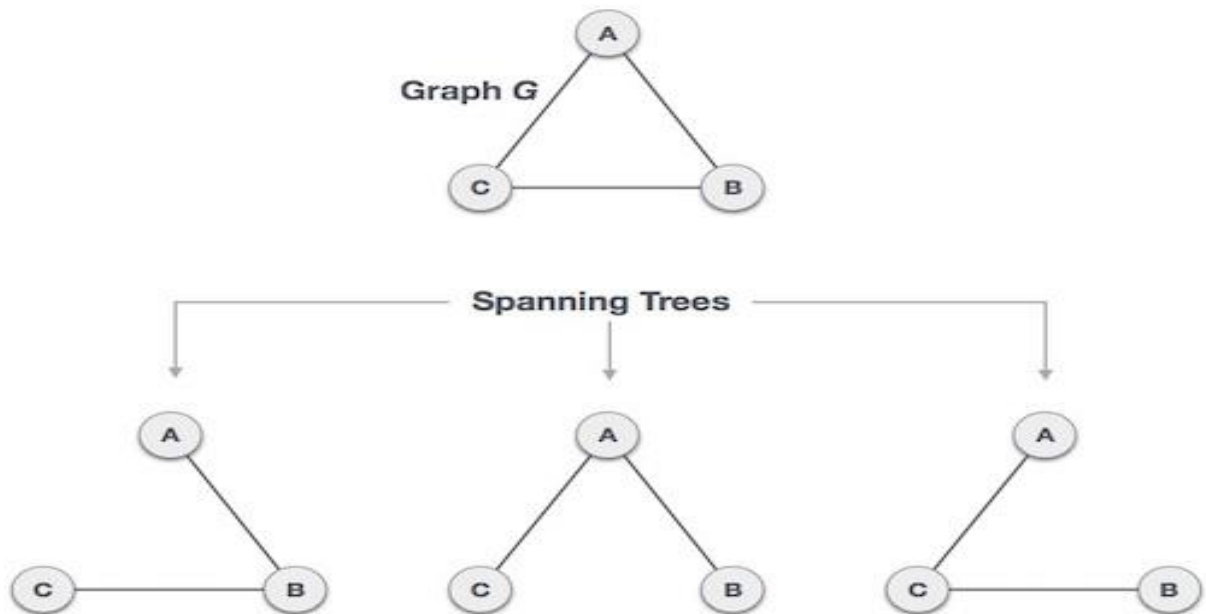 A
Graph G
C B
Spanning Trees
A A A
C B C B C B